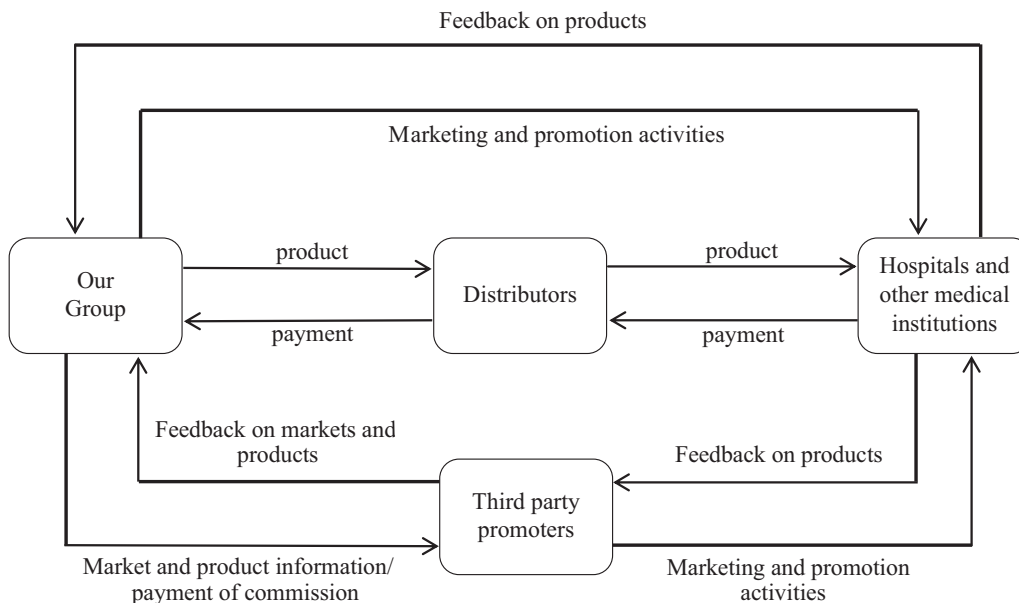 Feedback on products
Marketing and promotion activities
Our
Group
product
payment
Distributors
product
payment
Hospitals and
other medical
institutions
Feedback on markets and
products
Feedback on products
Third party
promoters
Market and product information/
payment of commission
Marketing and promotion
activities